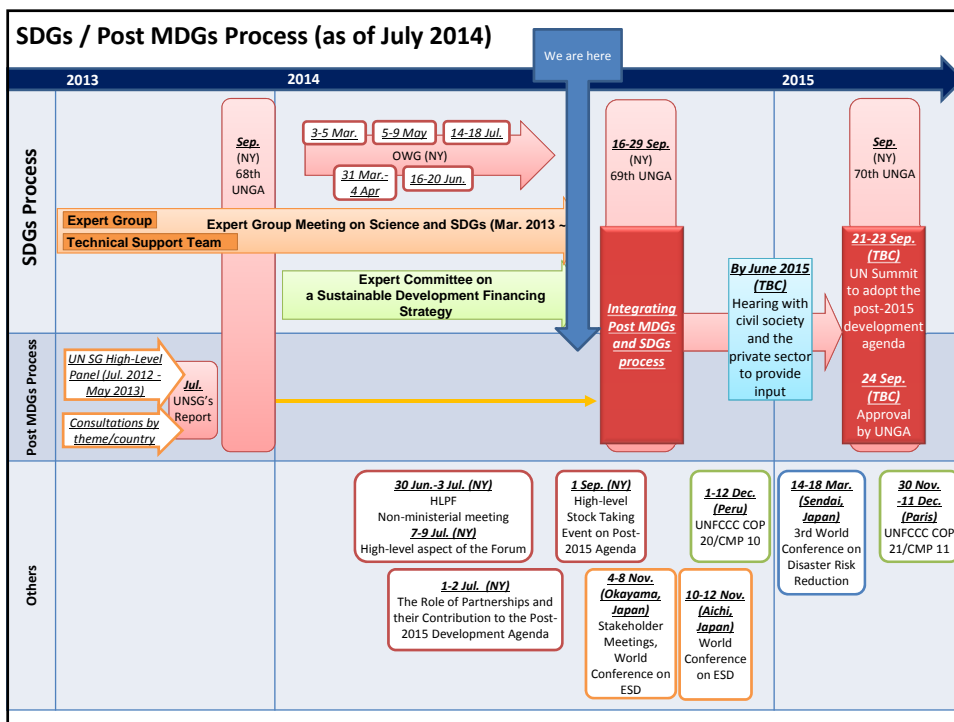 SDGs / Post MDGs Process (as of July 2014)
We are here
2013
2014
2015
SDGs Process
Sep.
(NY)
68th
UNGA
3-5 Mar.
5-9 May
14-18 Jul.
OWG (NY)
31 Mar.-
4 Apr
16-20 Jun.
16-29 Sep.
(NY)
69th UNGA
Sep.
(NY)
70th UNGA
Expert Group
Technical Support Team
Expert Group Meeting on Science and SDGs (Mar. 2013 ~
Expert Committee on
a Sustainable Development Financing
Strategy
Integrating
Post MDGs
and SDGs
process
By June 2015
(TBC)
Hearing with
civil society
and the
private sector
to provide
input
21-23 Sep.
(TBC)
UN Summit
to adopt the
post-2015
development
agenda
24 Sep.
(TBC)
Approval
by UNGA
Post MDGs Process
UN SG High-Level
Panel (Jul. 2012 -
May 2013)
Consultations by
theme/country
Jul.
UNSG's
Report
Others
30 Jun.-3 Jul. (NY)
HLPF
Non-ministerial meeting
7-9 Jul. (NY)
High-level aspect of the Forum
1 Sep. (NY)
High-level
Stock Taking
Event on Post-
2015 Agenda
1-12 Dec.
(Peru)
UNFCCC COP
20/CMP 10
14-18 Mar.
(Sendai,
Japan)
3rd World
Conference on
Disaster Risk
Reduction
30 Nov.
-11 Dec.
(Paris)
UNFCCC COP
21/CMP 11
1-2 Jul. (NY)
The Role of Partnerships and
their Contribution to the Post-
2015 Development Agenda
4-8 Nov.
(Okayama,
Japan)
Stakeholder
Meetings,
World
Conference on
ESD
10-12 Nov.
(Aichi,
Japan)
World
Conference
on ESD